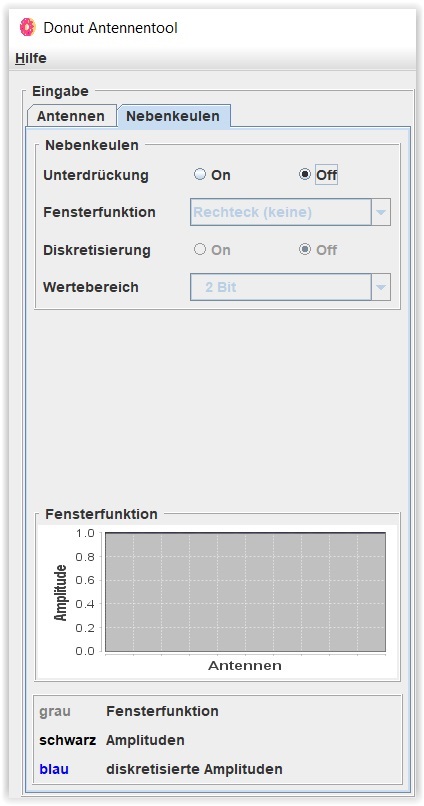 Donut Antennentool
Hilfe
Eingabe
Antennen Nebenkeulen
Nebenkeulen
Unterdrückung On Off
Fensterfunktion Rechteck (keine)
Diskretisierung On Off
Wertebereich 2 Bit
Fensterfunktion
1.0
0.8
0.6
0.4
0.2
0.0
Amplitude
Antennen
grau Fensterfunktion
schwarz Amplituden
blau diskretisierte Amplituden